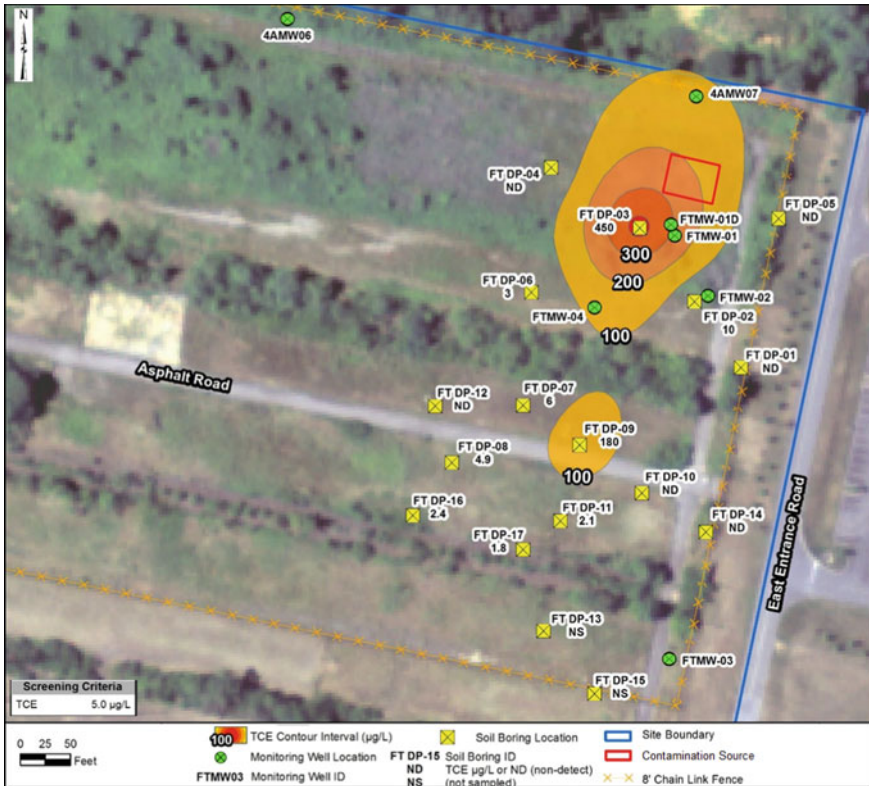 N
4AMW06
4AMW07
FT DP-04
ND
FT DP-05
ND
FT DP-03
450
FTMW-01D
FTMW-01
300
200
FT DP-06
3
FTMW-04
FTMW-02
FT DP-02
10
100
FT DP-01
ND
Asphalt Road
FT DP-12
ND
FT DP-07
6
FT DP-09
180
FT DP-08
4.9
100
FT DP-10
ND
FT DP-16
2.4
FT DP-11
2.1
FT DP-14
ND
FT DP-17
1.8
East Entrance Road
FT DP-13
NS
FTMW-03
FT DP-15
NS
Screening Criteria
TCE 5.0 µg/L
0 25 50
Feet
100 TCE Contour Interval (µg/L)
Monitoring Well Location
FTMW03 Monitoring Well ID
Soil Boring Location
FT DP-15 Soil Boring ID
ND TCE µg/L or ND (non-detect)
NS (not sampled)
Site Boundary
Contamination Source
8' Chain Link Fence